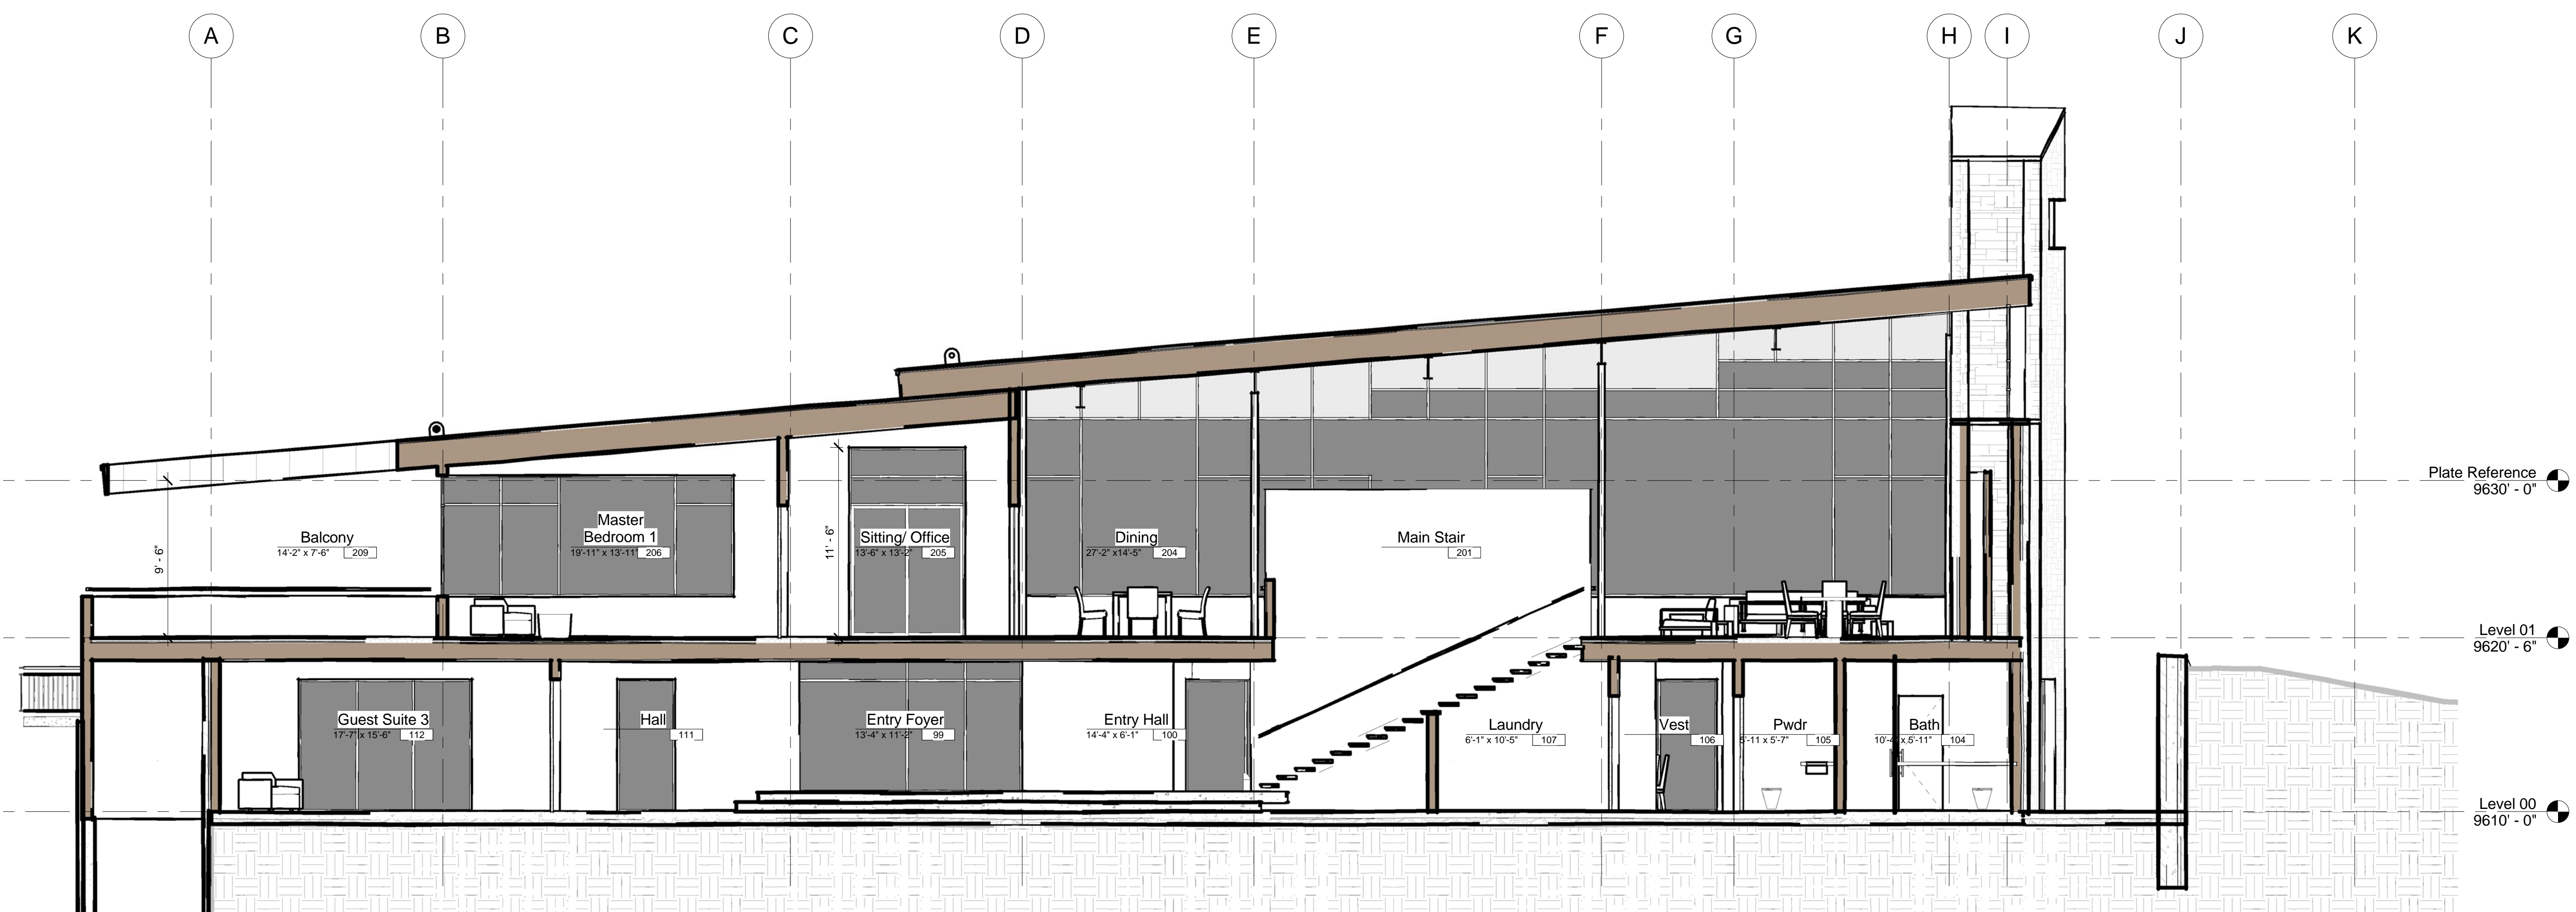 A B C D E F G H I J K
Plate Reference
9630' - 0"
Master
Bedroom 1
19'-11" x 13'-11" 206
Balcony
14'-2" x 7'-6" 209
9' - 6"
11' - 6"
Sitting/ Office
13'-6" x 13'-2" 205
Dining
27'-2" x14'-5" 204
Main Stair
201
Level 01
9620' - 6"
Guest Suite 3
17'-7" x 15'-6" 112
Hall
111
Entry Foyer
13'-4" x 11'-2" 99
Entry Hall
14'-4" x 6'-1" 100
Laundry
6'-1" x 10'-5" 107
Vest
106
Pwdr
5'-11 x 5'-7" 105
Bath
10'-4" x 5'-11" 104
Level 00
9610' - 0"